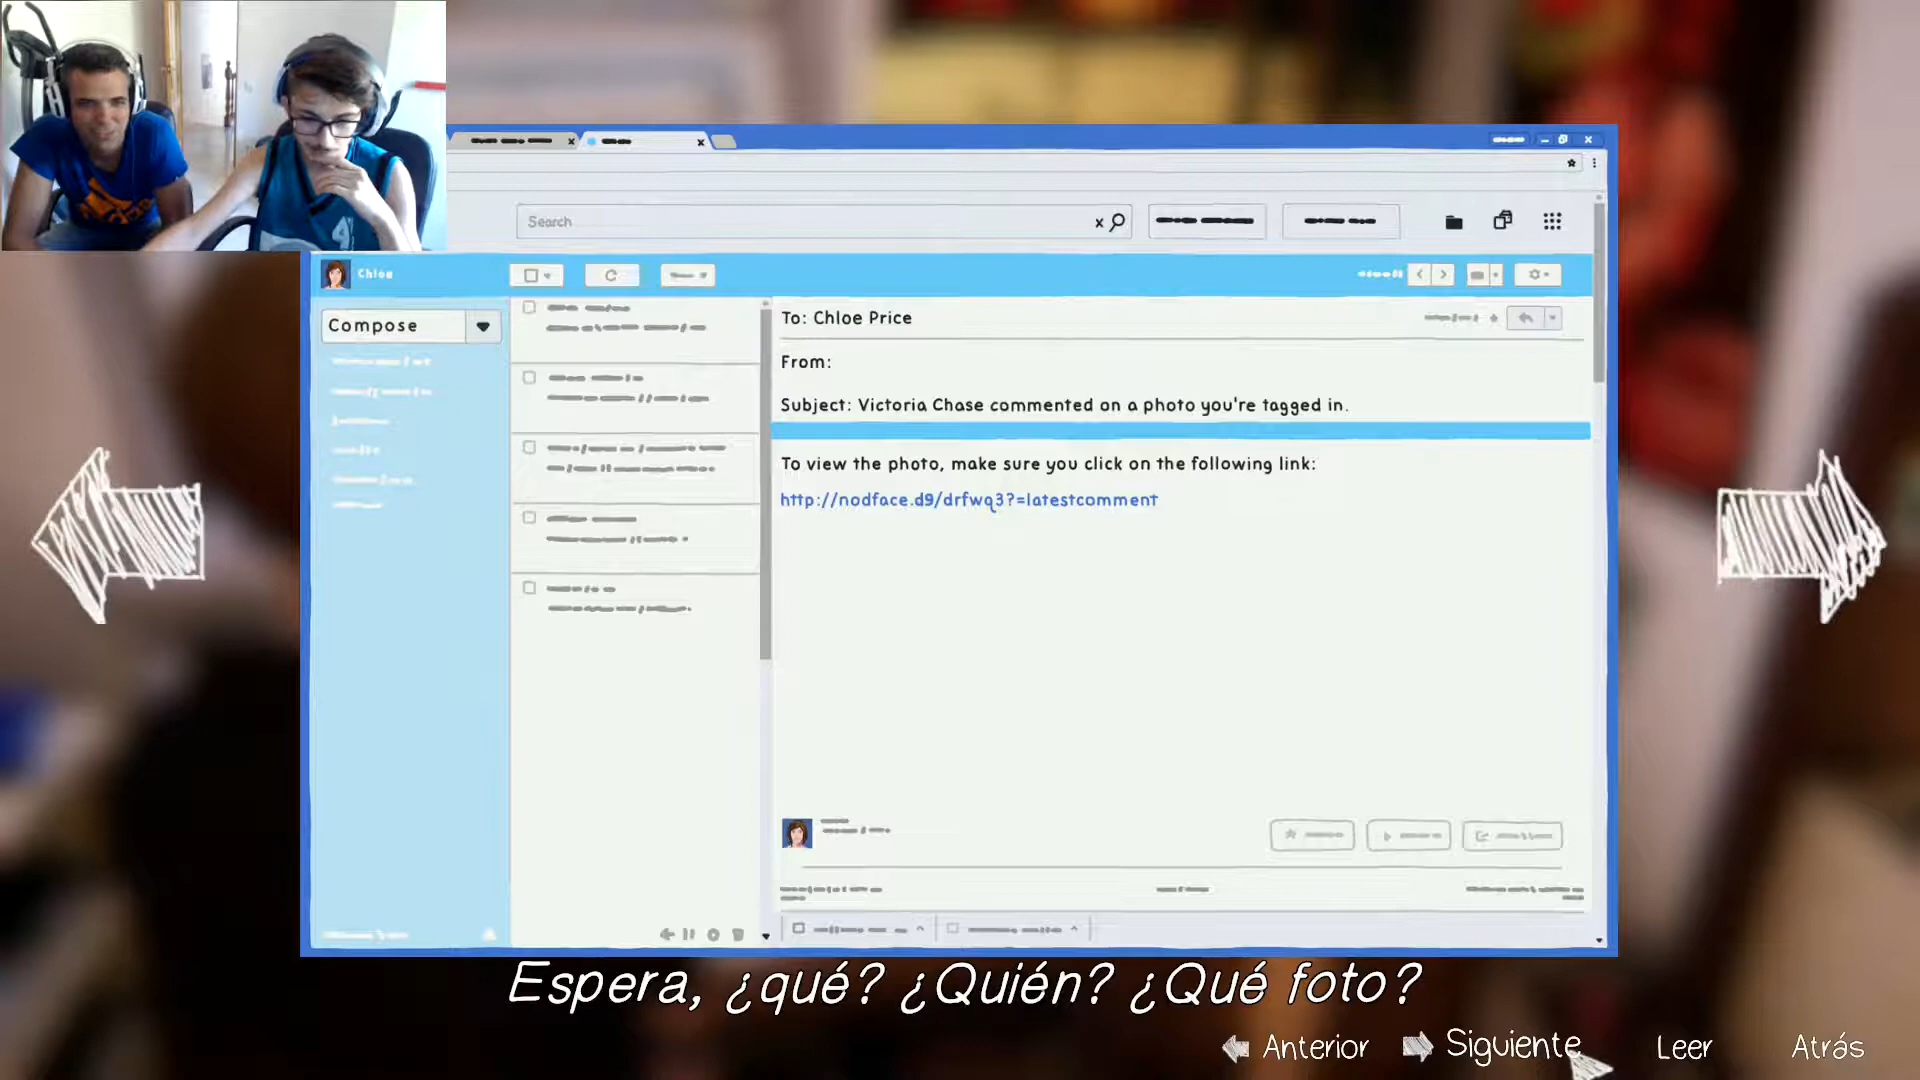 Search
Chloe
Compose
To: Chloe Price
From:
Subject: Victoria Chase commented on a photo you're tagged in.
To view the photo, make sure you click on the following link:
http://nodface.d9/drfwq3?=latestcomment
Espera, ¿qué? ¿Quién? ¿Qué foto?
Anterior Siguiente Leer Atrás